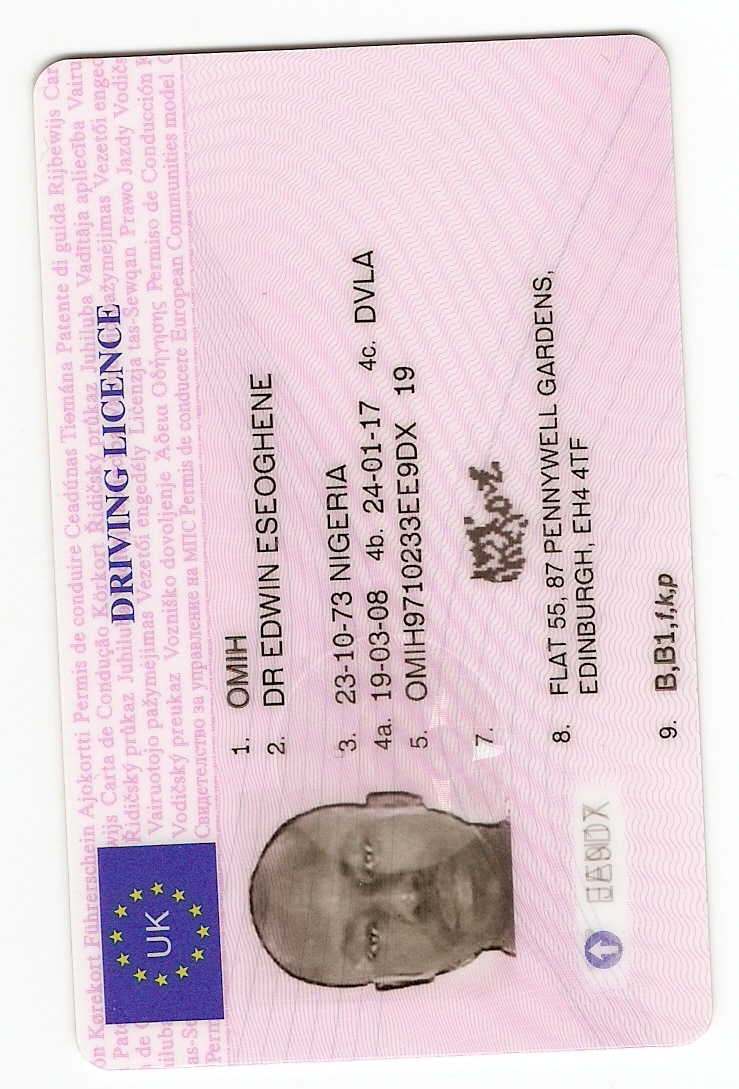 Korekort Führerschein Ajokortti Permis de conduire Ceadúnas Tiomána Patente di guida Rijbewijs
Carta de Condução Körkort Řidičský průkaz Juhiluba Vadītāja apliecība
DRIVING LICENCE
Řidičský průkaz
Vairuotojo pažymėjimas Vezetői engedély Licenzja tas-Sewqan Prawo Jazdy
Vodičský preukaz Vozniško dovoljenje Άδεια Οδήγησης Permiso de Conducción
Свидетелство за управление на МПС Permis de conducere European Communities model
UK
1. OMIH
2. DR EDWIN ESEOGHENE
3. 23-10-73 NIGERIA
4a. 19-03-08 4b. 24-01-17 4c. DVLA
5. OMIH9710233EE9DX 19
7.
8. FLAT 55, 87 PENNYWELL GARDENS,
EDINBURGH, EH4 4TF
9. B,B1,f,k,p